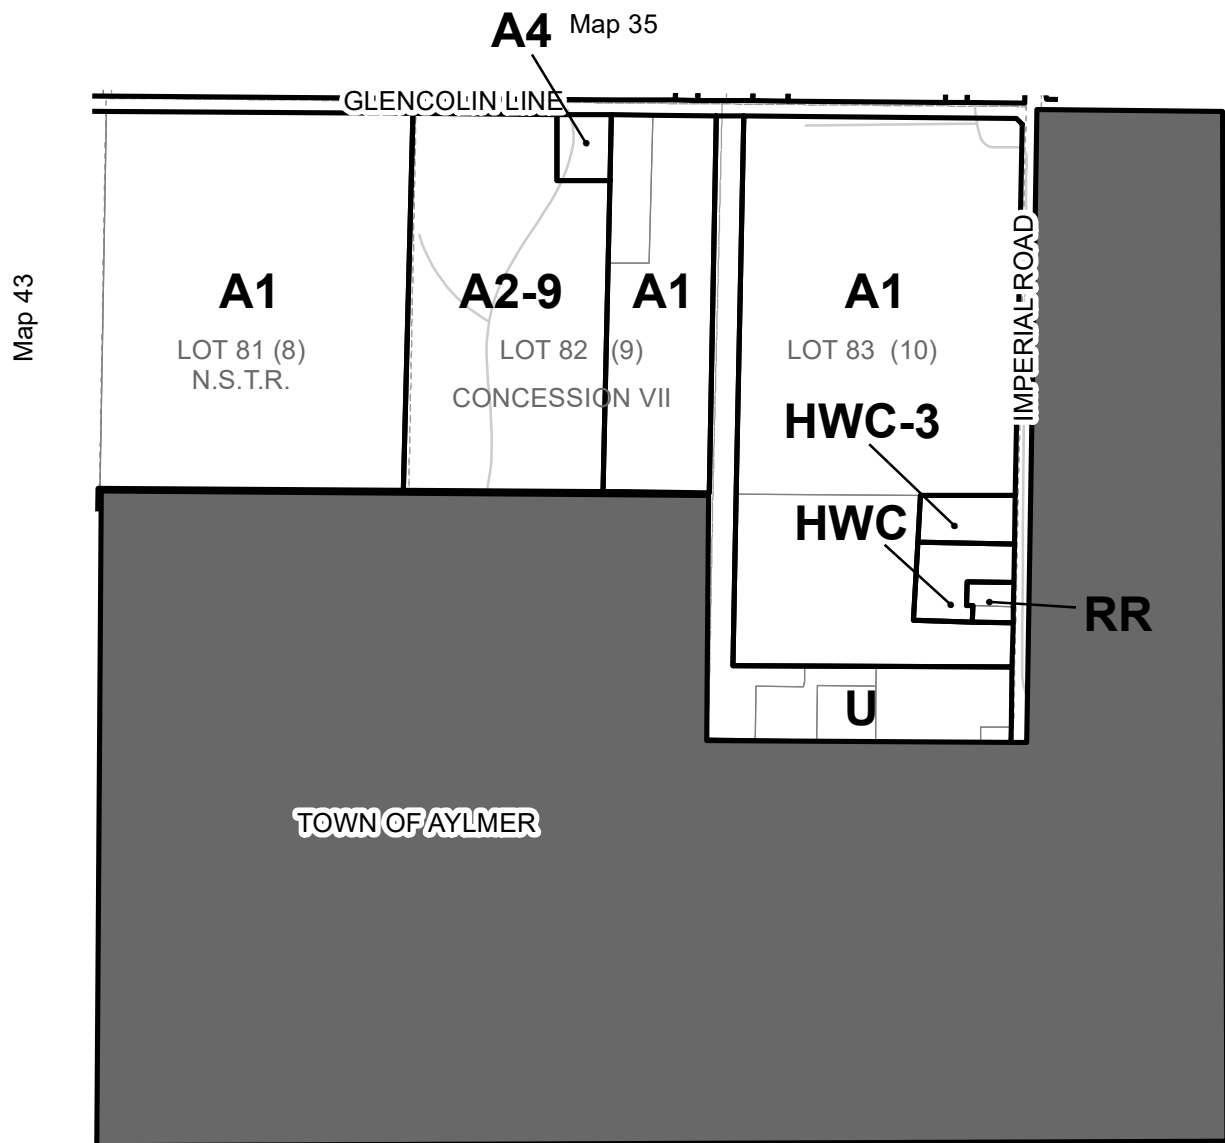 A4 Map 35
GLENCOLIN LINE
Map 43
A1
A2-9
A1
A1
IMPERIAL ROAD
LOT 81 (8)
N.S.T.R.
LOT 82 (9)
LOT 83 (10)
CONCESSION VII
HWC-3
HWC
RR
U
TOWN OF AYLMER